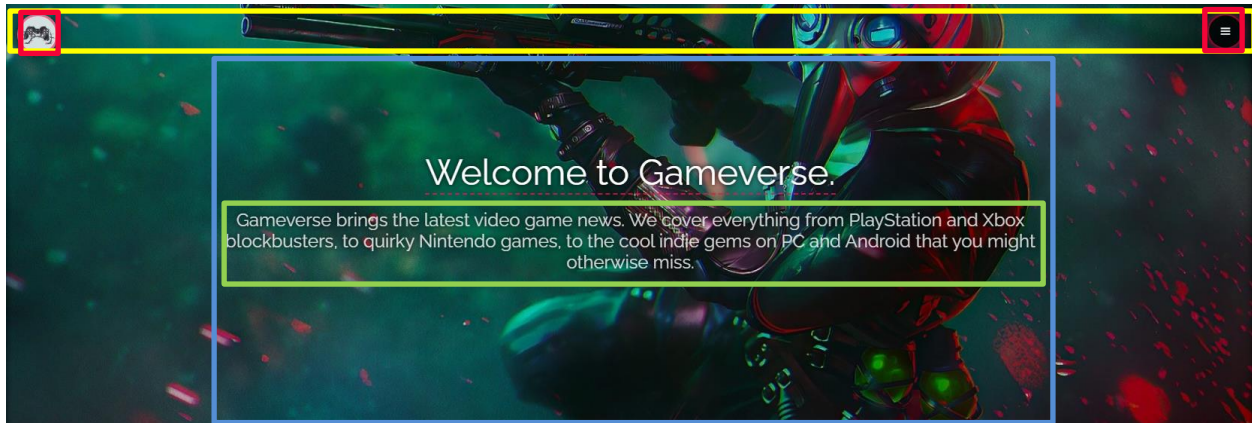 Welcome to Gameverse.
Gameverse brings the latest video game news. We cover everything from PlayStation and Xbox
blockbusters, to quirky Nintendo games, to the cool indie gems on PC and Android that you might
otherwise miss.